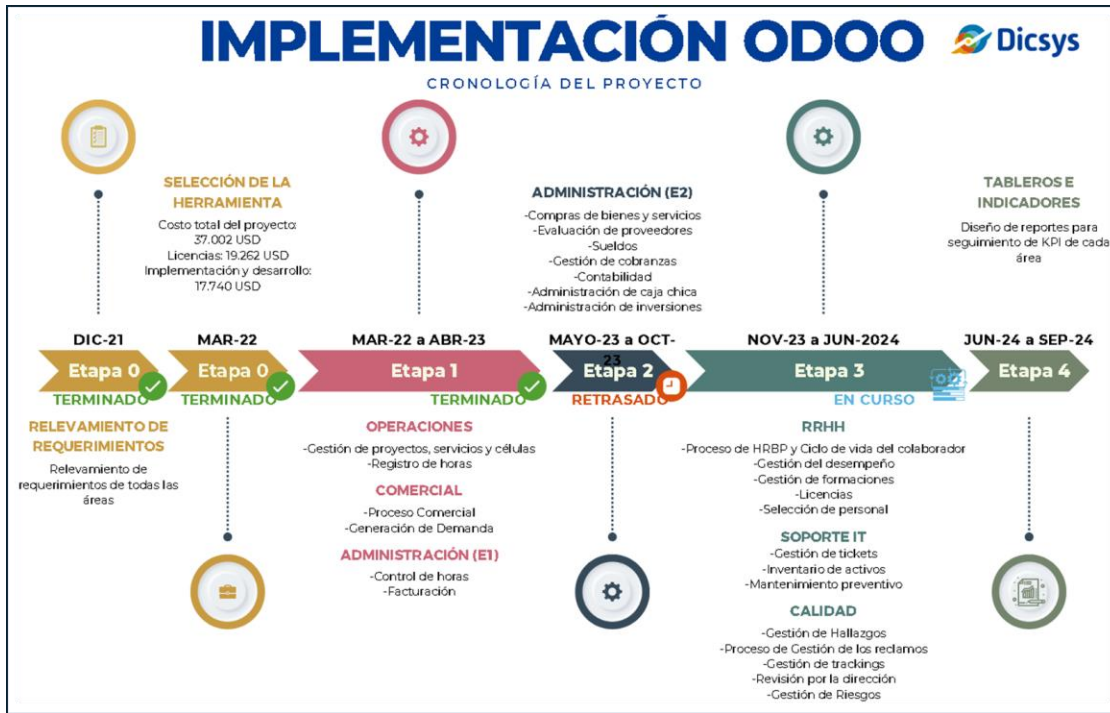 IMPLEMENTACIÓN ODOO
Dicsys
CRONOLOGÍA DEL PROYECTO
SELECCIÓN DE LA
HERRAMIENTA
Costo total del proyecto:
37.002 USD
Licencias: 19.262 USD
Implementación y desarrollo:
17.740 USD
ADMINISTRACIÓN (E2)
-Compras de bienes y servicios
-Evaluación de proveedores
-Sueldos
-Gestión de cobranzas
-Contabilidad
-Administración de caja chica
-Administración de inversiones
TABLEROS E
INDICADORES
Diseño de reportes para
seguimiento de KPI de cada
área
DIC-21
Etapa 0
TERMINADO
MAR-22
Etapa 0
TERMINADO
MAR-22 a ABR-23
Etapa 1
TERMINADO
MAYO-23 a OCT-
23
Etapa 2
RETRASADO
NOV-23 a JUN-2024
Etapa 3
EN CURSO
JUN-24 a SEP-24
Etapa 4
RELEVAMIENTO DE
REQUERIMIENTOS
Relevamiento de
requerimientos de todas las
áreas
OPERACIONES
-Gestión de proyectos, servicios y células
-Registro de horas
COMERCIAL
-Proceso Comercial
-Generación de Demanda
ADMINISTRACIÓN (E1)
-Control de horas
-Facturación
RRHH
-Proceso de HRBP y Ciclo de vida del colaborador
-Gestión del desempeño
-Gestión de formaciones
-Licencias
-Selección de personal
SOPORTE IT
-Gestión de tickets
-Inventario de activos
-Mantenimiento preventivo
CALIDAD
-Gestión de Hallazgos
-Proceso de Gestión de los reclamos
-Gestión de trackings
-Revisión por la dirección
-Gestión de Riesgos